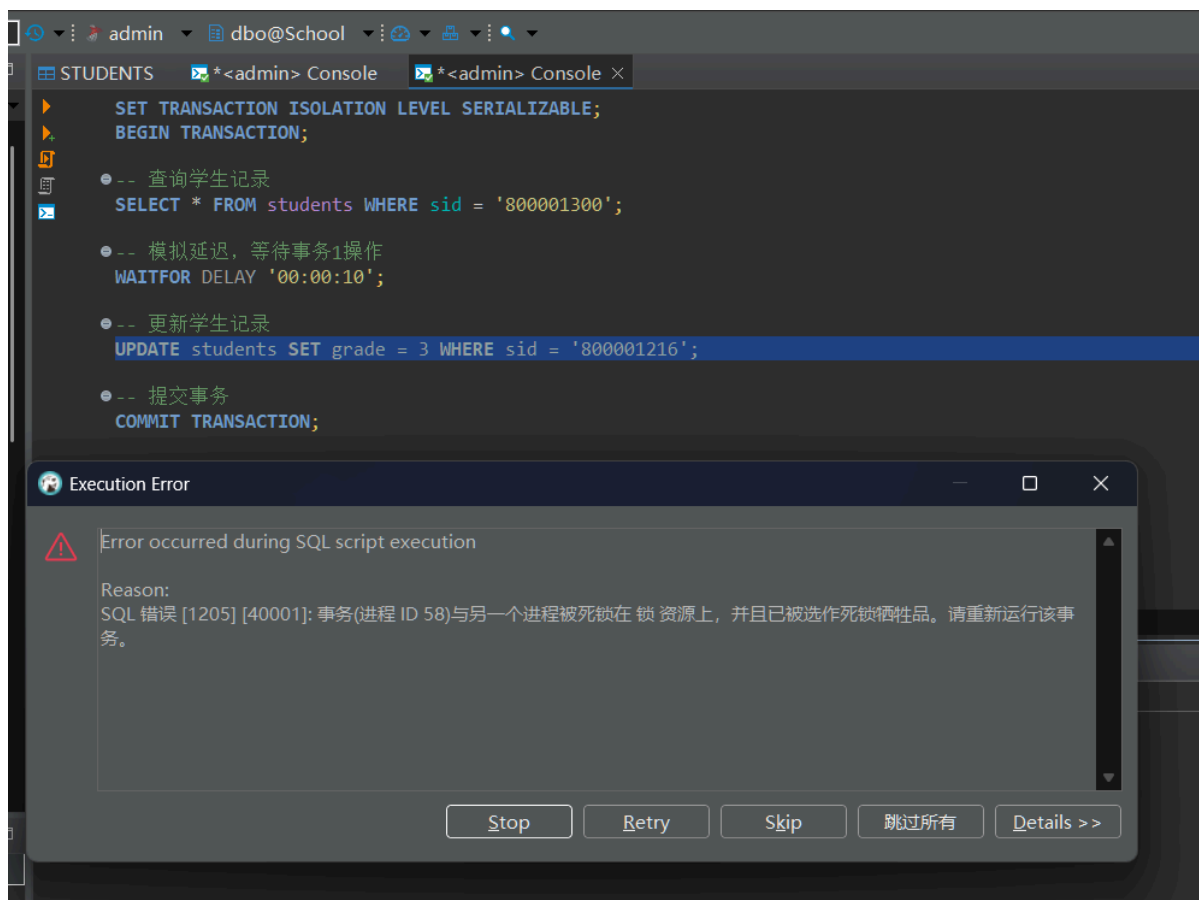 admin dbo@School
STUDENTS *<admin> Console *<admin> Console
SET TRANSACTION ISOLATION LEVEL SERIALIZABLE;
BEGIN TRANSACTION;
-- 查询学生记录
SELECT * FROM students WHERE sid = '800001300';
-- 模拟延迟，等待事务1操作
WAITFOR DELAY '00:00:10';
-- 更新学生记录
UPDATE students SET grade = 3 WHERE sid = '800001216';
-- 提交事务
COMMIT TRANSACTION;
Execution Error
Error occurred during SQL script execution
Reason:
SQL 错误 [1205] [40001]: 事务(进程 ID 58)与另一个进程被死锁在 锁 资源上，并且已被选作死锁牺牲品。请重新运行该事
务。
Stop Retry Skip 跳过所有 Details >>